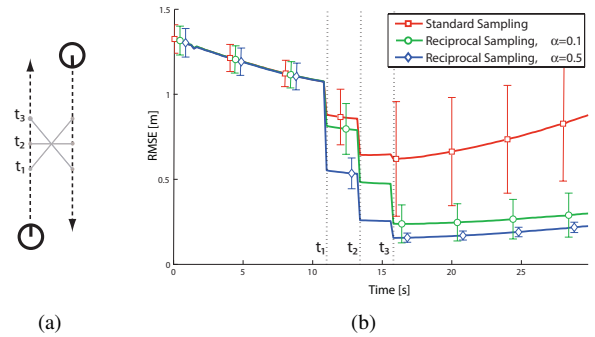 t3
t2
t1
(a)
Standard Sampling
Reciprocal Sampling, α=0.1
Reciprocal Sampling, α=0.5
RMSE [m]
1.5
1
0.5
0
t1
t2
t3
0 5 10 15 20 25
Time [s]
(b)